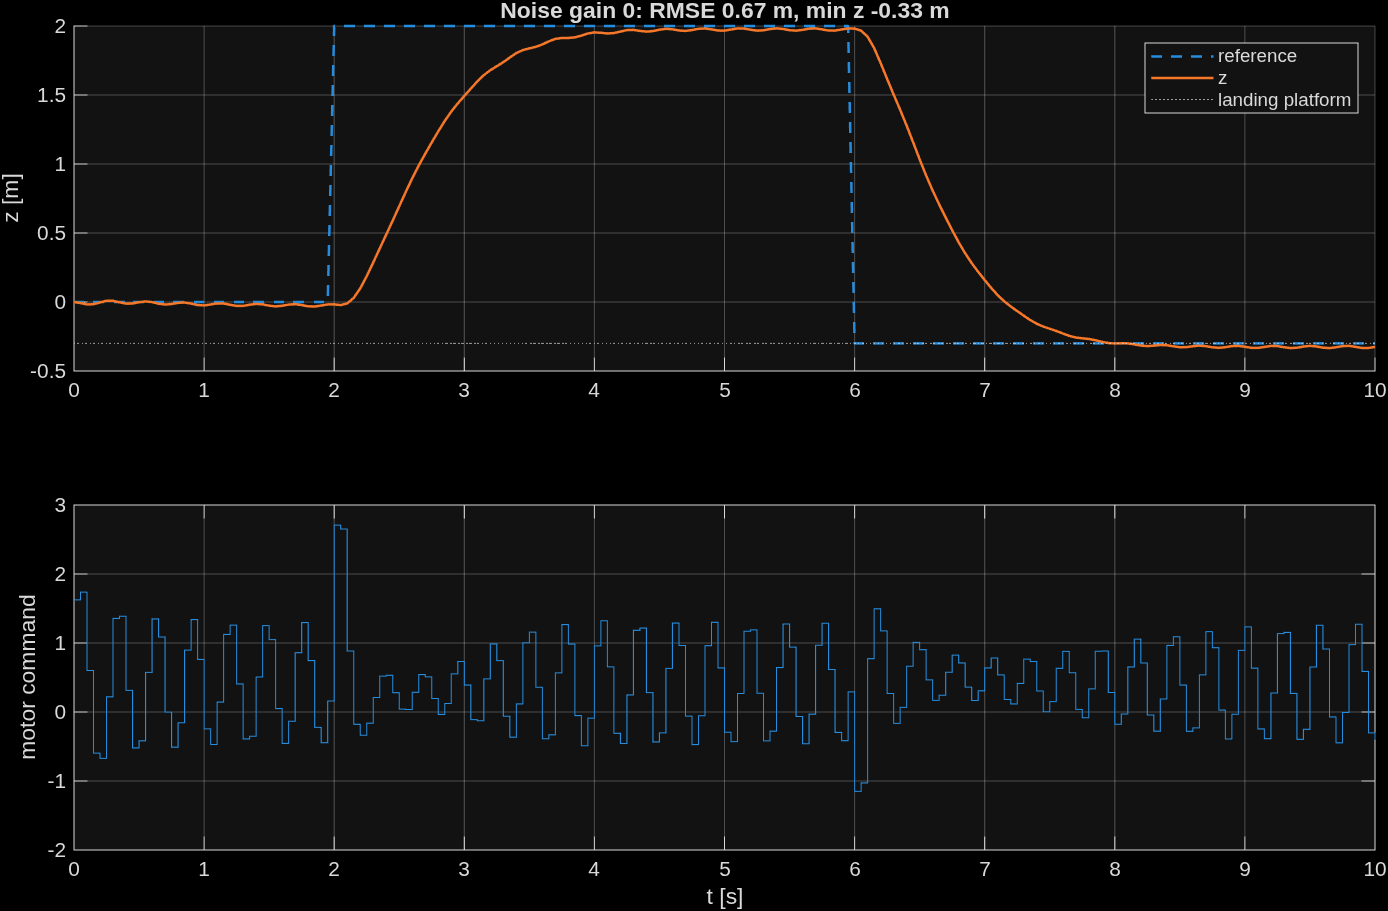 Noise gain 0: RMSE 0.67 m, min z -0.33 m
z [m]
2
1.5
1
0.5
0
-0.5
reference
z
landing platform
0 1 2 3 4 5 6 7 8 9 10
motor command
3
2
1
0
-1
-2
0 1 2 3 4 5 6 7 8 9 10
t [s]